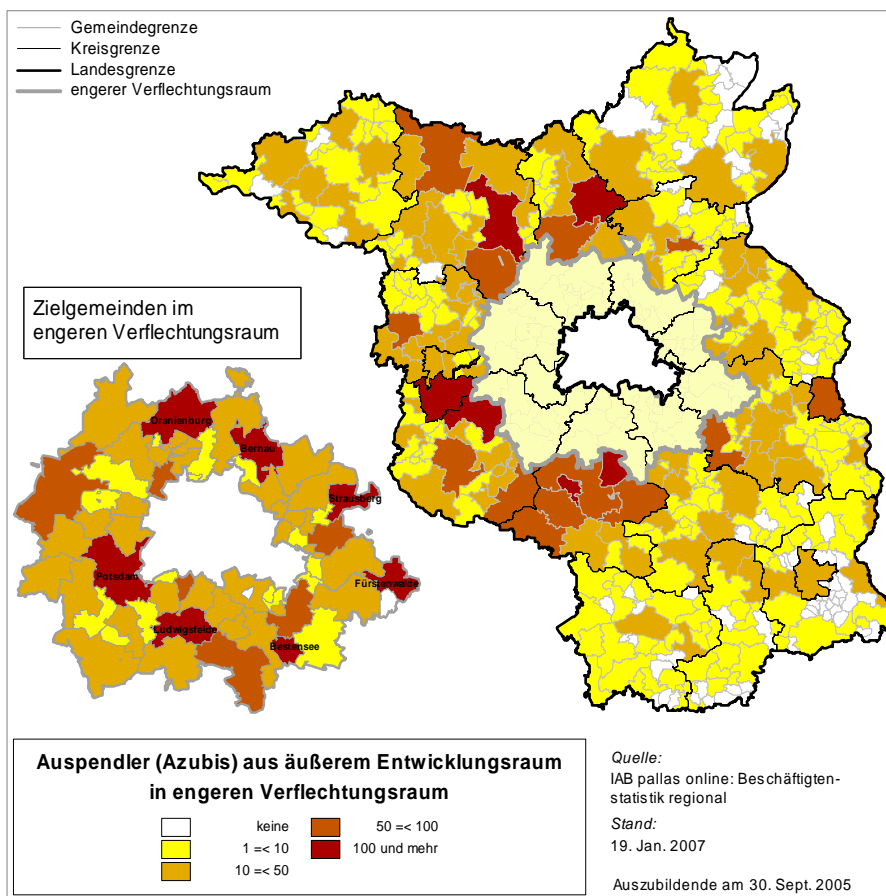 Gemeindegrenze
Kreisgrenze
Landesgrenze
engerer Verflechtungsraum
Zielgemeinden im
engeren Verflechtungsraum
Oranienburg
Bernau
Strausberg
Potsdam
Fürstenwalde
Ludwigsfelde
Bestensee
Auspendler (Azubis) aus äußerem Entwicklungsraum
in engeren Verflechtungsraum
keine
50 =< 100
1 =< 10
100 und mehr
10 =< 50
Quelle:
IAB pallas online: Beschäftigten-
statistik regional
Stand:
19. Jan. 2007
Auszubildende am 30. Sept. 2005